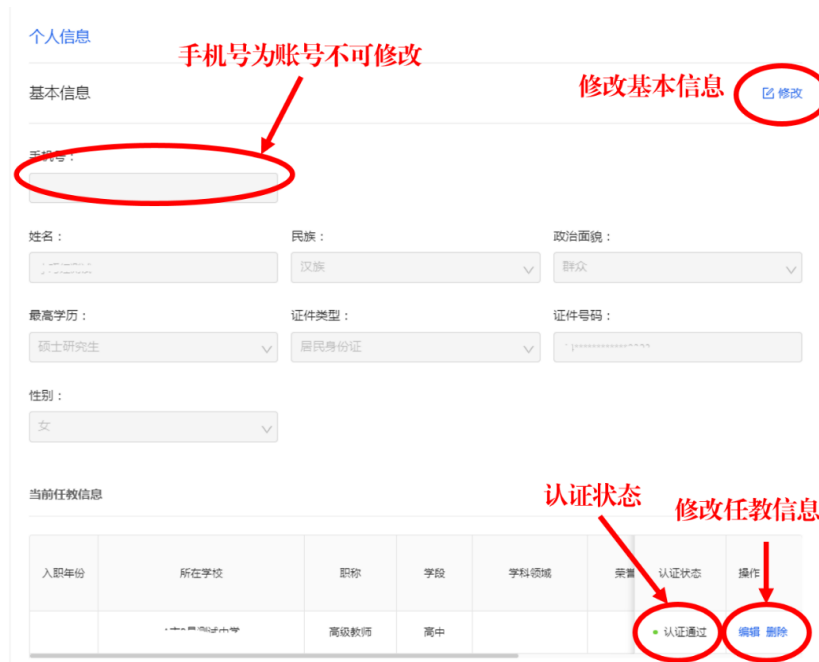 个人信息
手机号为账号不可修改
基本信息
修改基本信息
修改
手机号：
姓名： 民族： 政治面貌：
汉族 群众
最高学历： 证件类型： 证件号码：
硕士研究生 居民身份证
性别：
女
当前任教信息
认证状态
修改任教信息
入职年份 所在学校 职称 学段 学科领域 荣誉 认证状态 操作
高级教师 高中 认证通过 编辑 删除